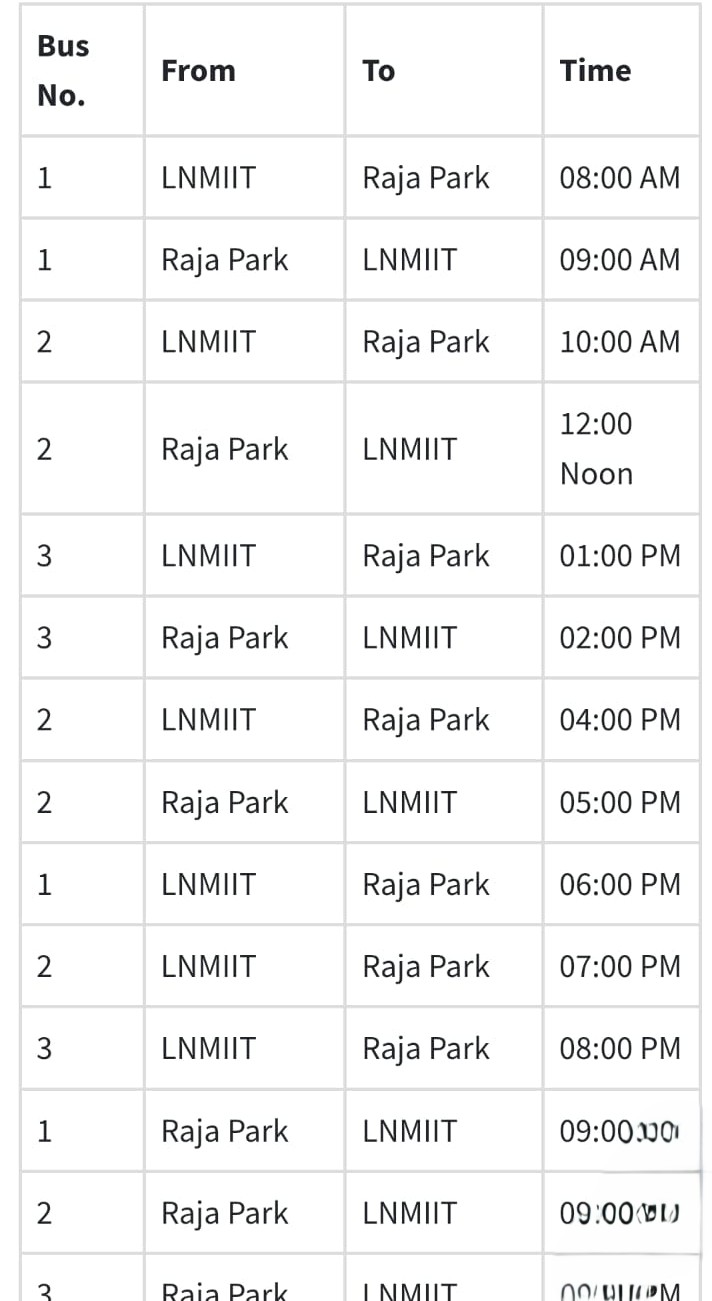 Bus No. From To Time
1 LNMIIT Raja Park 08:00 AM
1 Raja Park LNMIIT 09:00 AM
2 LNMIIT Raja Park 10:00 AM
2 Raja Park LNMIIT 12:00 Noon
3 LNMIIT Raja Park 01:00 PM
3 Raja Park LNMIIT 02:00 PM
2 LNMIIT Raja Park 04:00 PM
2 Raja Park LNMIIT 05:00 PM
1 LNMIIT Raja Park 06:00 PM
2 LNMIIT Raja Park 07:00 PM
3 LNMIIT Raja Park 08:00 PM
1 Raja Park LNMIIT 09:00
2 Raja Park LNMIIT 09:00
3 Raja Park LNMIIT